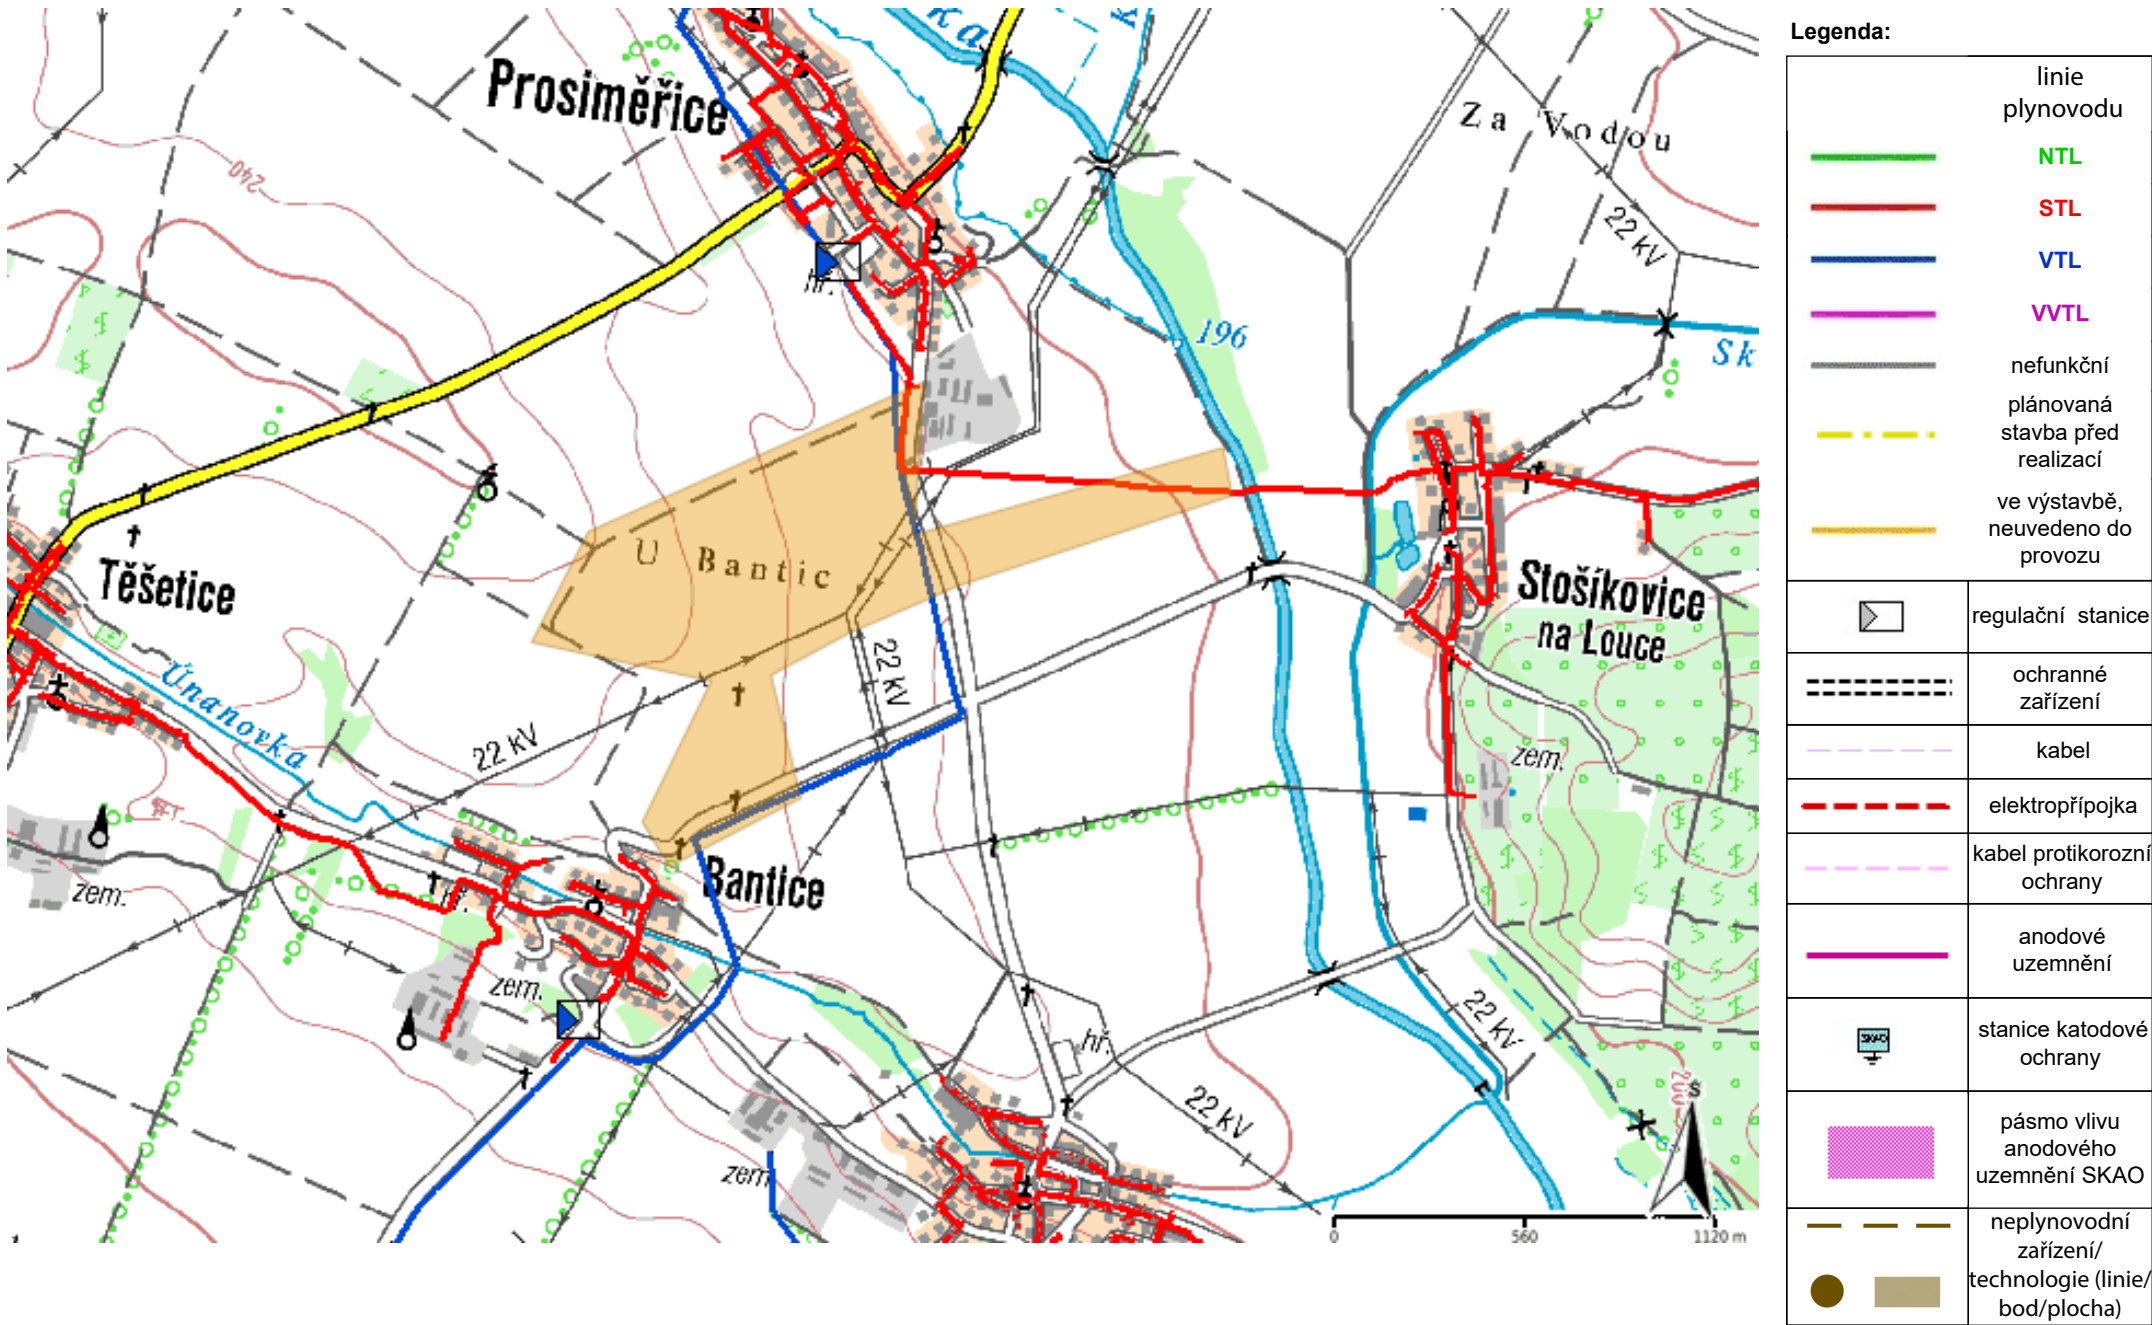 Prosiměřice
Za Vodou
22 kV
240
hř.
196
Sk
Těšetice
U Bantic
Stošíkovice
na Louce
Únanovka
22 kV
22 kV
zem.
zem.
Bantice
hř.
zem.
22 kV
hř.
22 kV
zem.
S
0
560
1120 m
Legenda:
linie
plynovodu
NTL
STL
VTL
VVTL
nefunkční
plánovaná
stavba před
realizací
ve výstavbě,
neuvedeno do
provozu
regulační stanice
ochranné
zařízení
kabel
elektropřípojka
kabel protikorozní
ochrany
anodové
uzemnění
SKAO
stanice katodové
ochrany
pásmo vlivu
anodového
uzemnění SKAO
neplynovodní
zařízení/
technologie (linie/
bod/plocha)